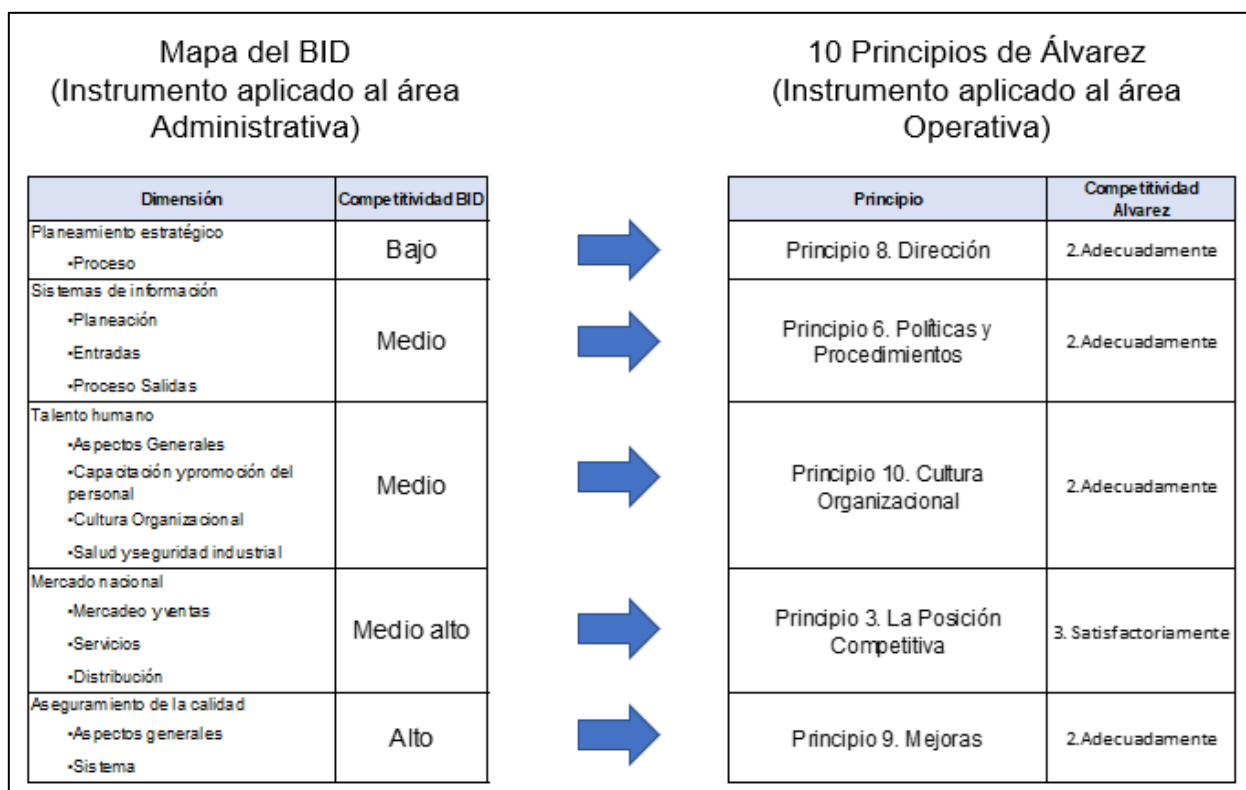 Mapa del BID
(Instrumento aplicado al área
Administrativa)
10 Principios de Álvarez
(Instrumento aplicado al área
Operativa)
Dimensión
Competitividad BID
Planeamiento estratégico
•Proceso
Bajo
Sistemas de información
•Planeación
•Entradas
•Proceso Salidas
Medio
Talento humano
•Aspectos Generales
•Capacitación ypromoción del
personal
•Cultura Organizacional
•Salud yseguridad industrial
Medio
Mercado nacional
•Mercadeo yventas
•Servicios
•Distribución
Medio alto
Aseguramiento de la calidad
•Aspectos generales
•Sistema
Alto
Principio
Competitividad
Alvarez
Principio 8. Dirección
2.Adecuadamente
Principio 6. Políticas y
Procedimientos
2.Adecuadamente
Principio 10. Cultura
Organizacional
2.Adecuadamente
Principio 3. La Posición
Competitiva
3. Satisfactoriamente
Principio 9. Mejoras
2.Adecuadamente